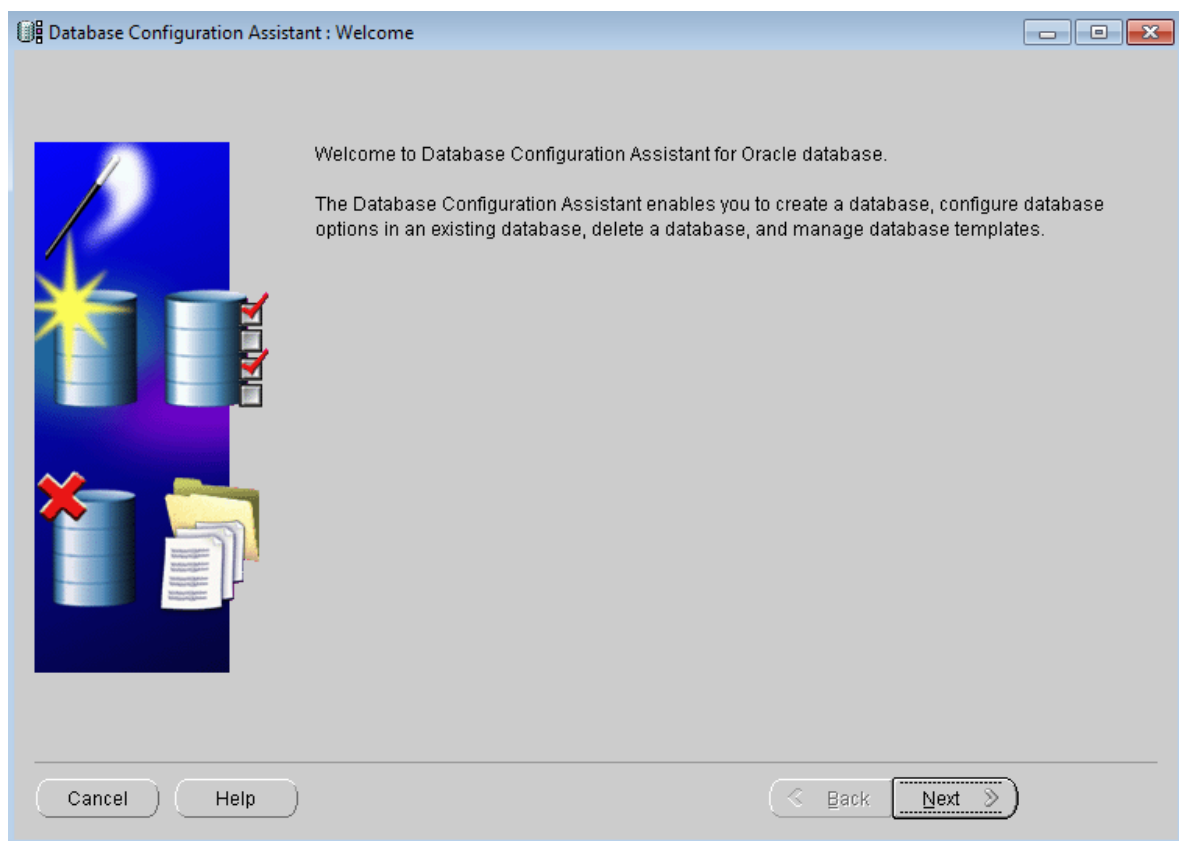 Database Configuration Assistant : Welcome
Welcome to Database Configuration Assistant for Oracle database.
The Database Configuration Assistant enables you to create a database, configure database
options in an existing database, delete a database, and manage database templates.
Cancel
Help
Back
Next